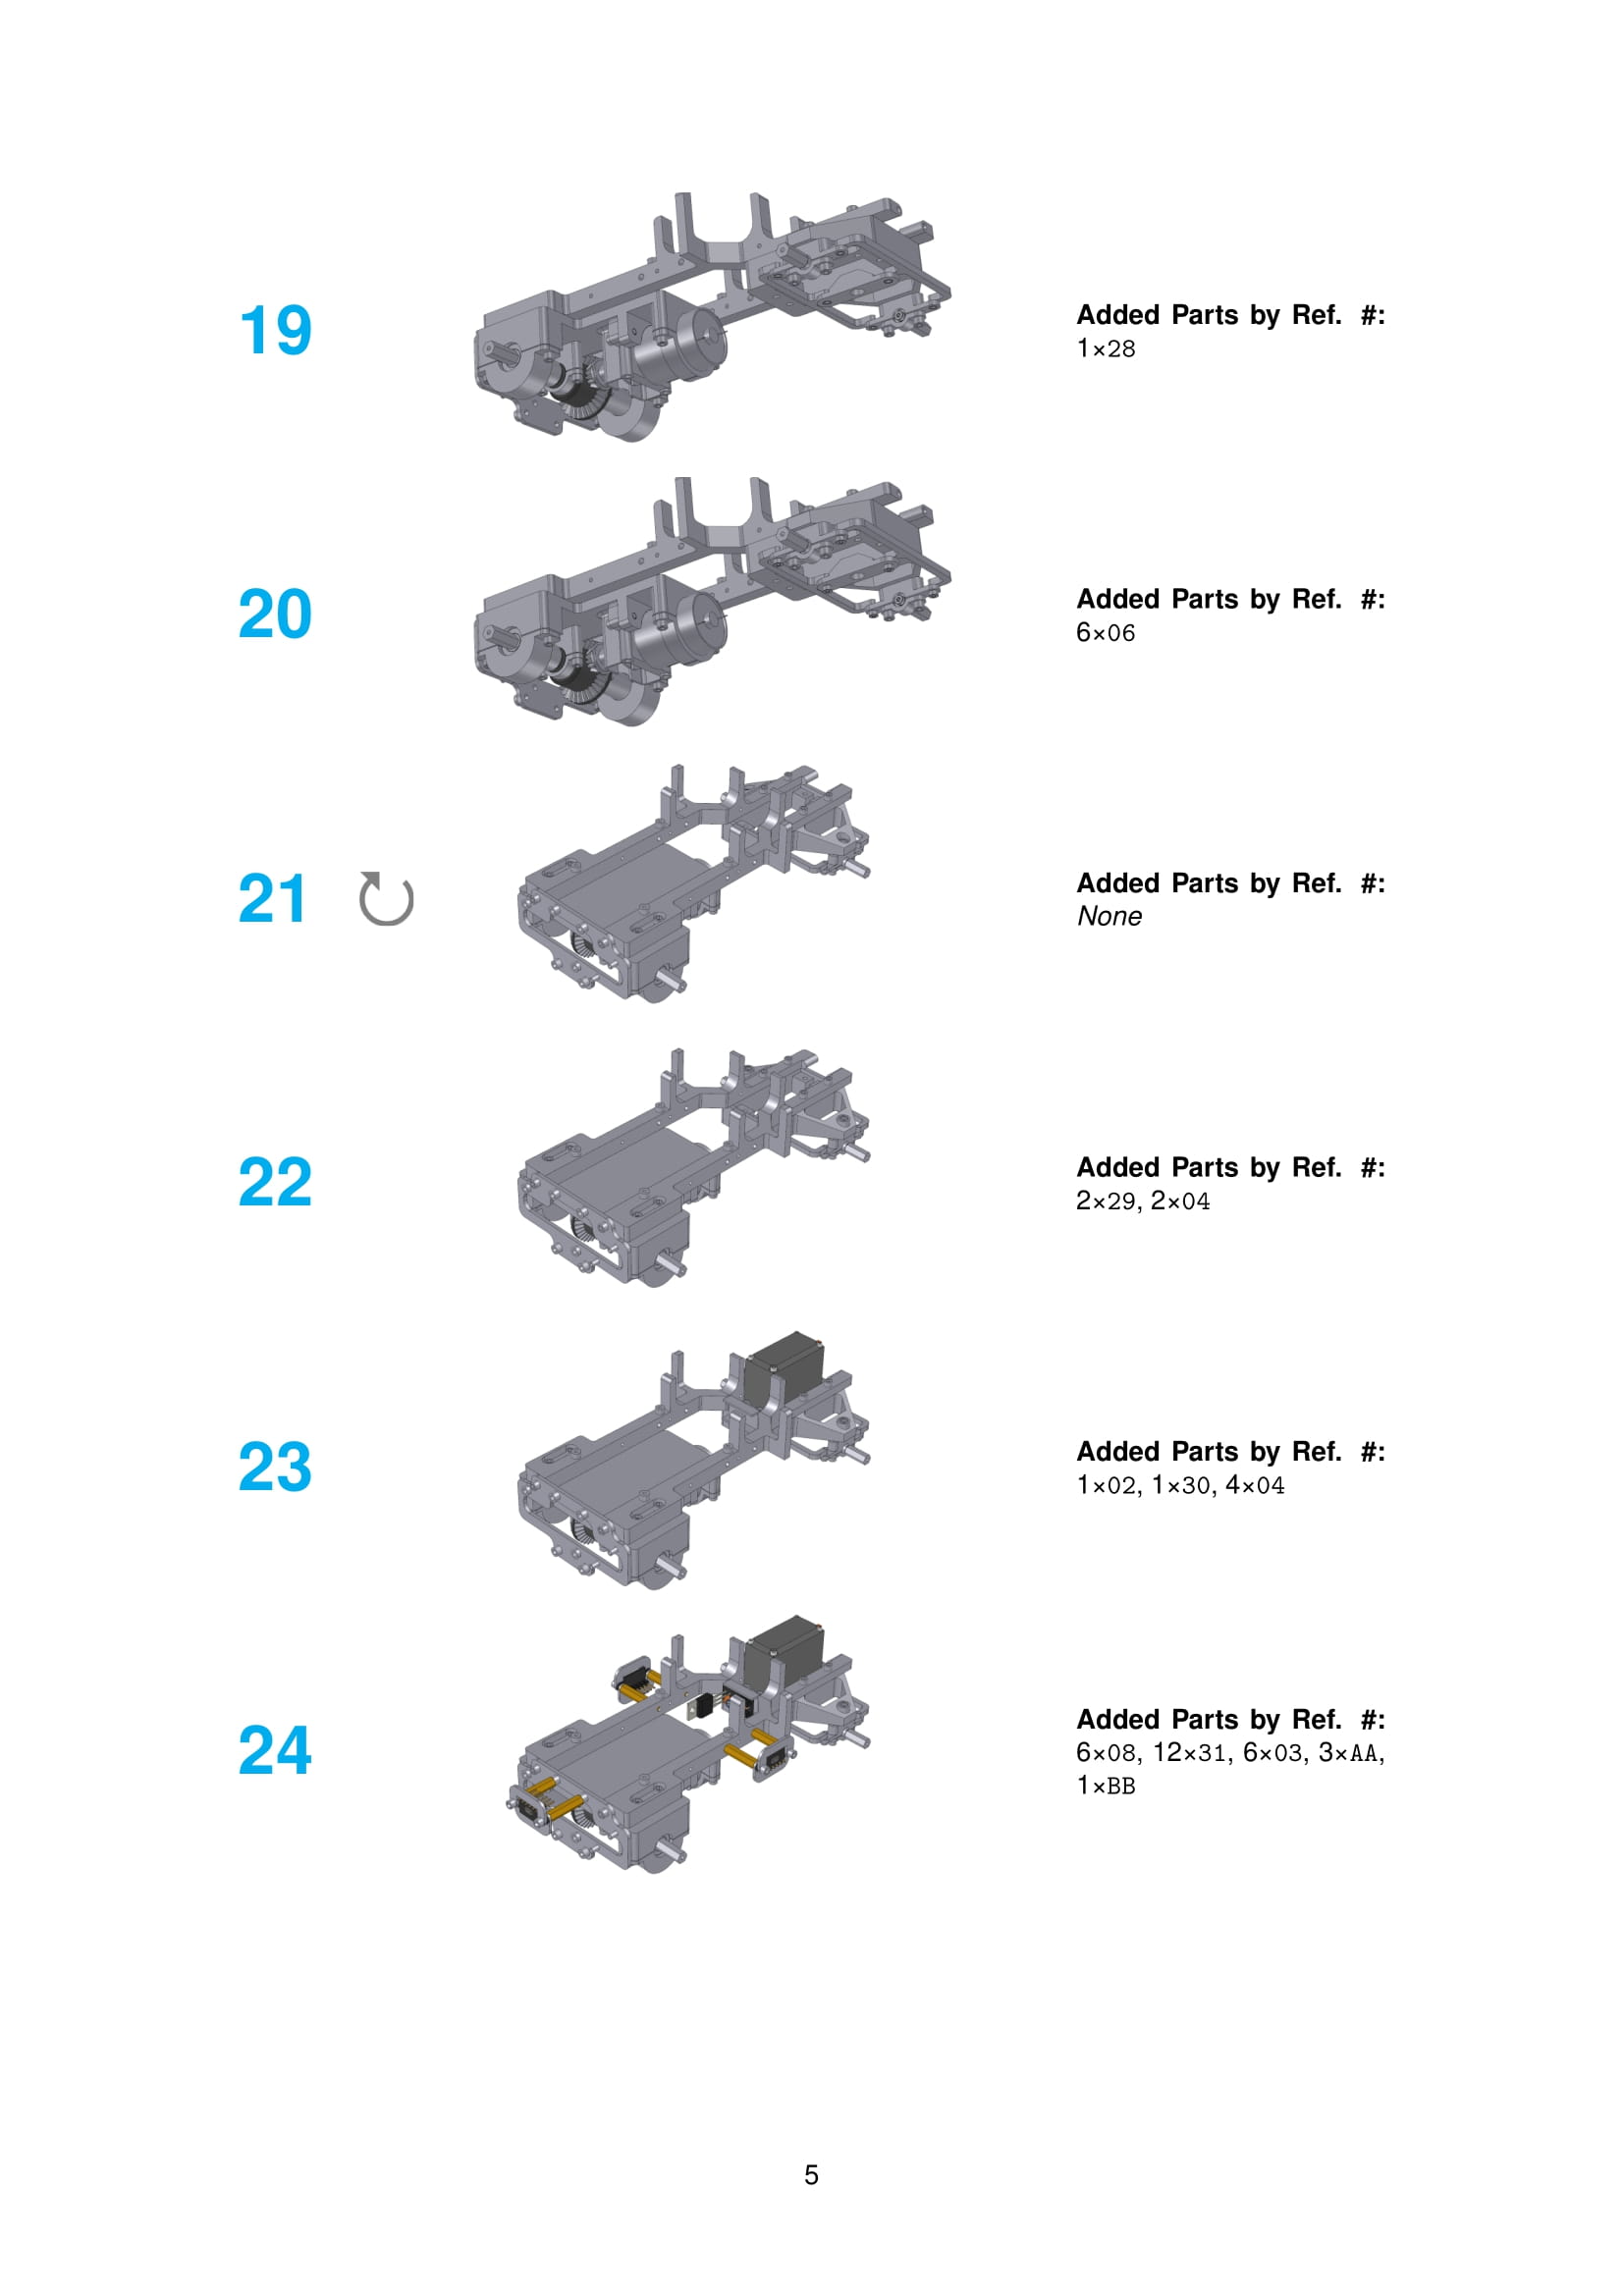 19
Added Parts by Ref. #:
1×28
20
Added Parts by Ref. #:
6×06
21
Added Parts by Ref. #:
None
22
Added Parts by Ref. #:
2×29, 2×04
23
Added Parts by Ref. #:
1×02, 1×30, 4×04
24
Added Parts by Ref. #:
6×08, 12×31, 6×03, 3×AA,
1×BB
5